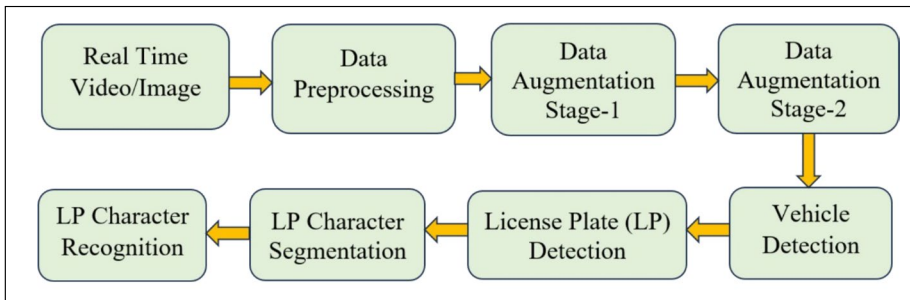 Real Time
Video/Image
Data
Preprocessing
Data
Augmentation
Stage-1
Data
Augmentation
Stage-2
Vehicle
Detection
License Plate (LP)
Detection
LP Character
Segmentation
LP Character
Recognition